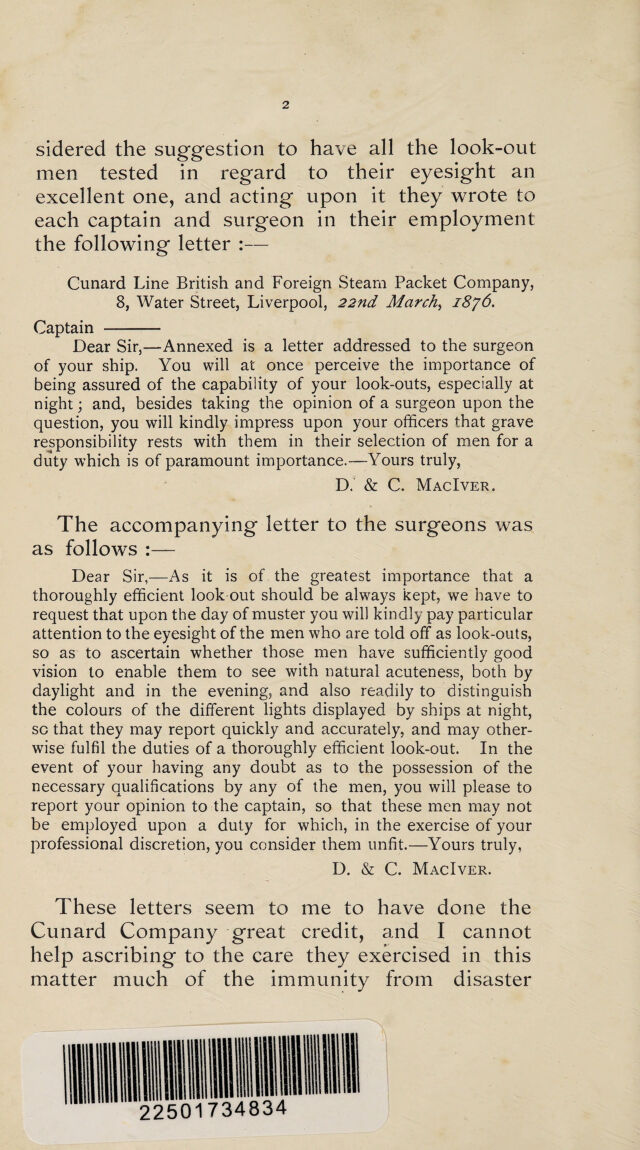 2
sidered the suggestion to have all the look-out
men tested in regard to their eyesight an
excellent one, and acting upon it they wrote to
each captain and surgeon in their employment
the following letter :—
Cunard Line British and Foreign Steam Packet Company,
8, Water Street, Liverpool, 22nd March, 1876.
Captain ———
Dear Sir,—Annexed is a letter addressed to the surgeon
of your ship. You will at once perceive the importance of
being assured of the capability of your look-outs, especially at
night; and, besides taking the opinion of a surgeon upon the
question, you will kindly impress upon your officers that grave
responsibility rests with them in their selection of men for a
duty which is of paramount importance.—Yours truly,
D. & C. MacIver.
The accompanying letter to the surgeons was
as follows :—
Dear Sir,—As it is of the greatest importance that a
thoroughly efficient look out should be always kept, we have to
request that upon the day of muster you will kindly pay particular
attention to the eyesight of the men who are told off as look-outs,
so as to ascertain whether those men have sufficiently good
vision to enable them to see with natural acuteness, both by
daylight and in the evening, and also readily to distinguish
the colours of the different lights displayed by ships at night,
so that they may report quickly and accurately, and may other-
wise fulfil the duties of a thoroughly efficient look-out. In the
event of your having any doubt as to the possession of the
necessary qualifications by any of the men, you will please to
report your opinion to the captain, so that these men may not
be employed upon a duty for which, in the exercise of your
professional discretion, you consider them unfit.—Yours truly,
D. & C. MacIver.
These letters seem to me to have done the
Cunard Company great credit, and I cannot
help ascribing to the care they exercised in this
matter much of the immunity from disaster
22501734834